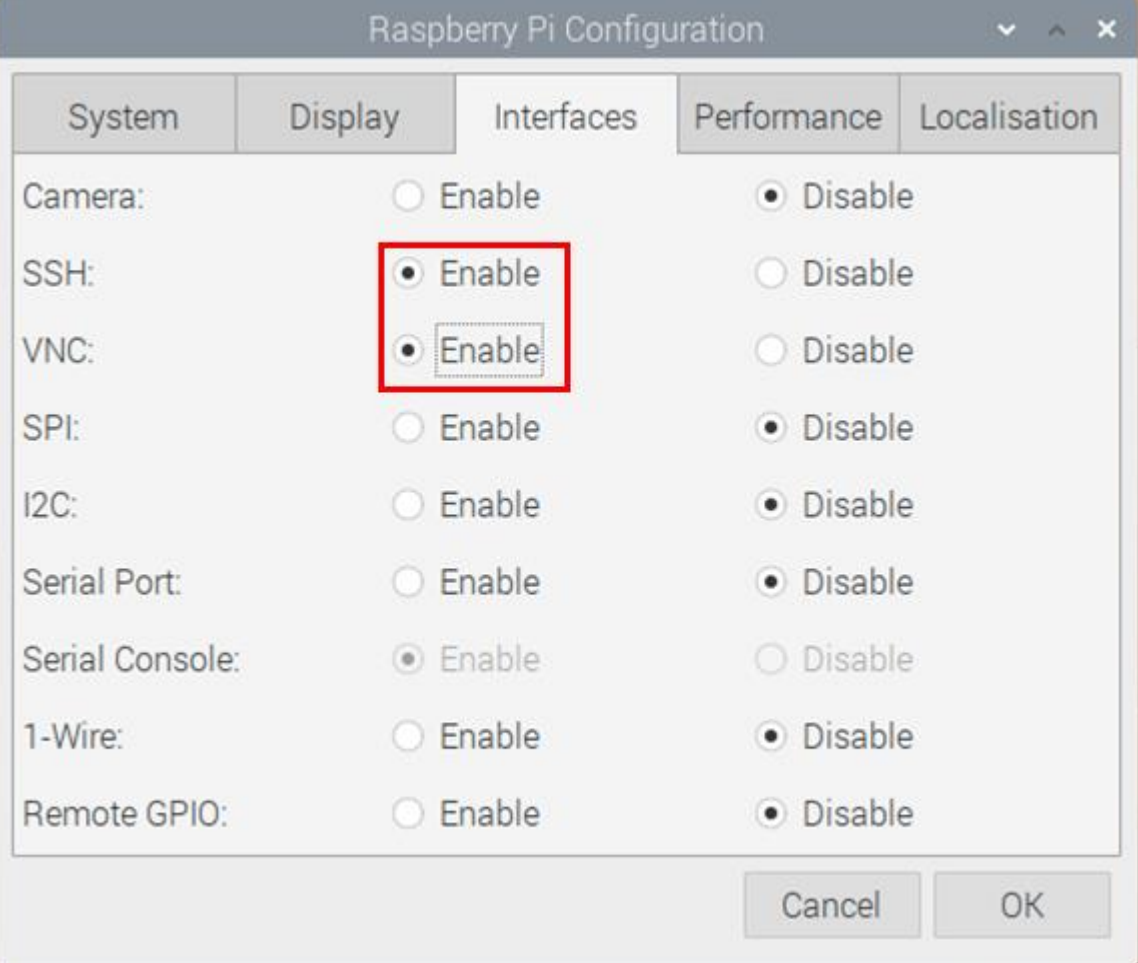 Raspberry Pi Configuration
System Display Interfaces Performance Localisation
Camera: Enable Disable
SSH: Enable Disable
VNC: Enable Disable
SPI: Enable Disable
I2C: Enable Disable
Serial Port: Enable Disable
Serial Console: Enable Disable
1-Wire: Enable Disable
Remote GPIO: Enable Disable
Cancel OK